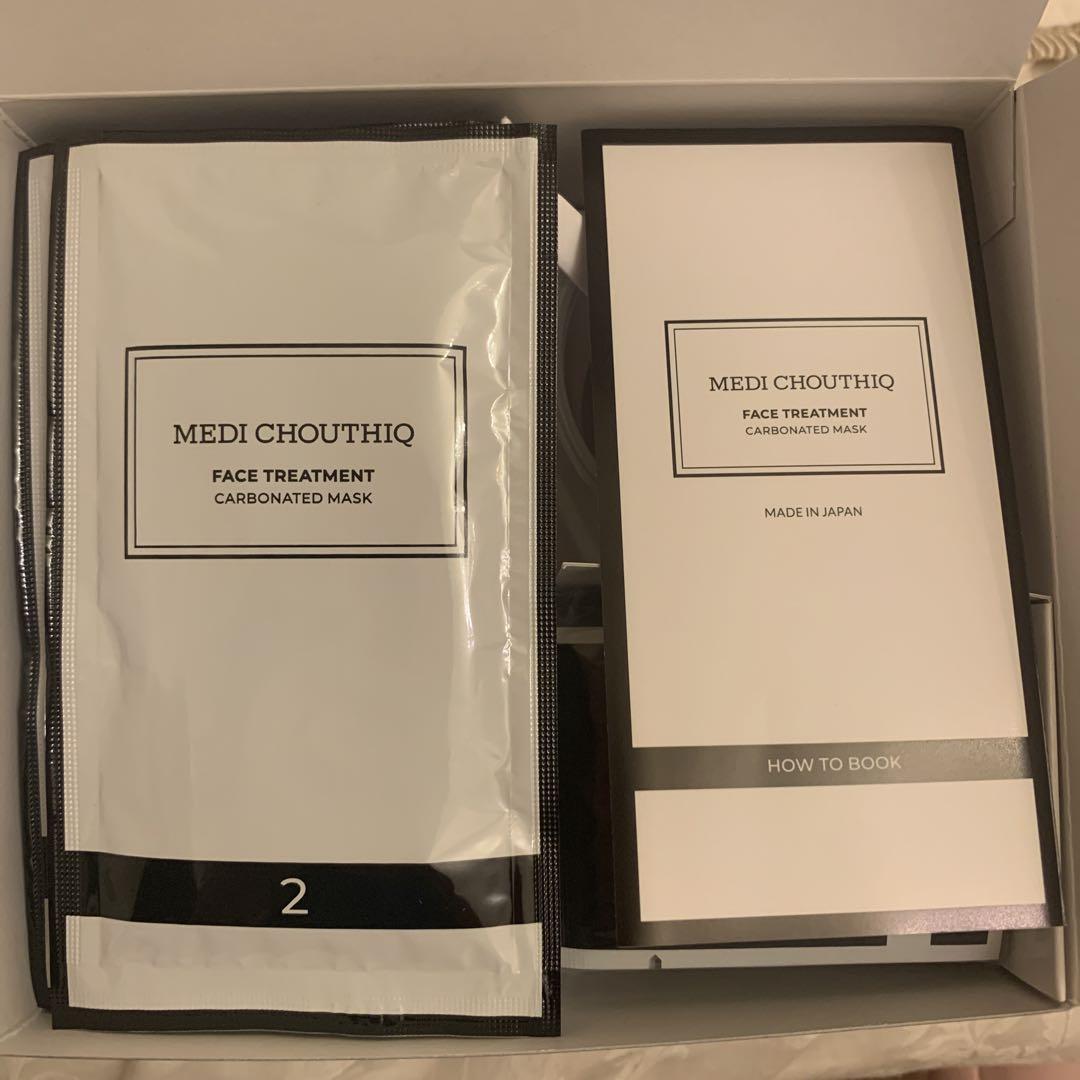 MEDI CHOUTHIQ
FACE TREATMENT
CARBONATED MASK
2
MEDI CHOUTHIQ
FACE TREATMENT
CARBONATED MASK
MADE IN JAPAN
HOW TO BOOK